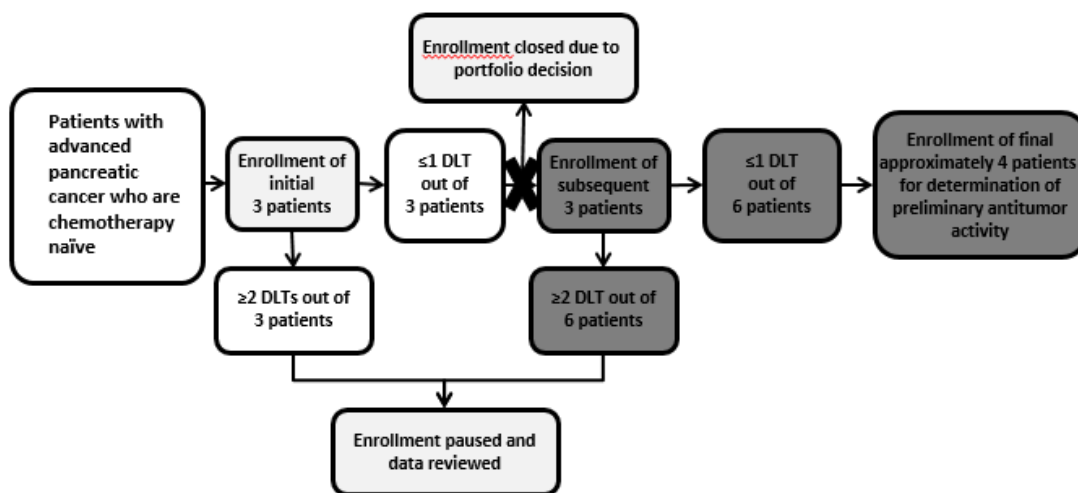 Enrollment closed due to
portfolio decision
Patients with
advanced
pancreatic
cancer who are
chemotherapy
naïve
Enrollment of
initial
3 patients
≤1 DLT
out of
3 patients
Enrollment of
subsequent
3 patients
≤1 DLT
out of
6 patients
Enrollment of final
approximately 4 patients
for determination of
preliminary antitumor
activity
≥2 DLTs out of
3 patients
≥2 DLT out of
6 patients
Enrollment paused and
data reviewed